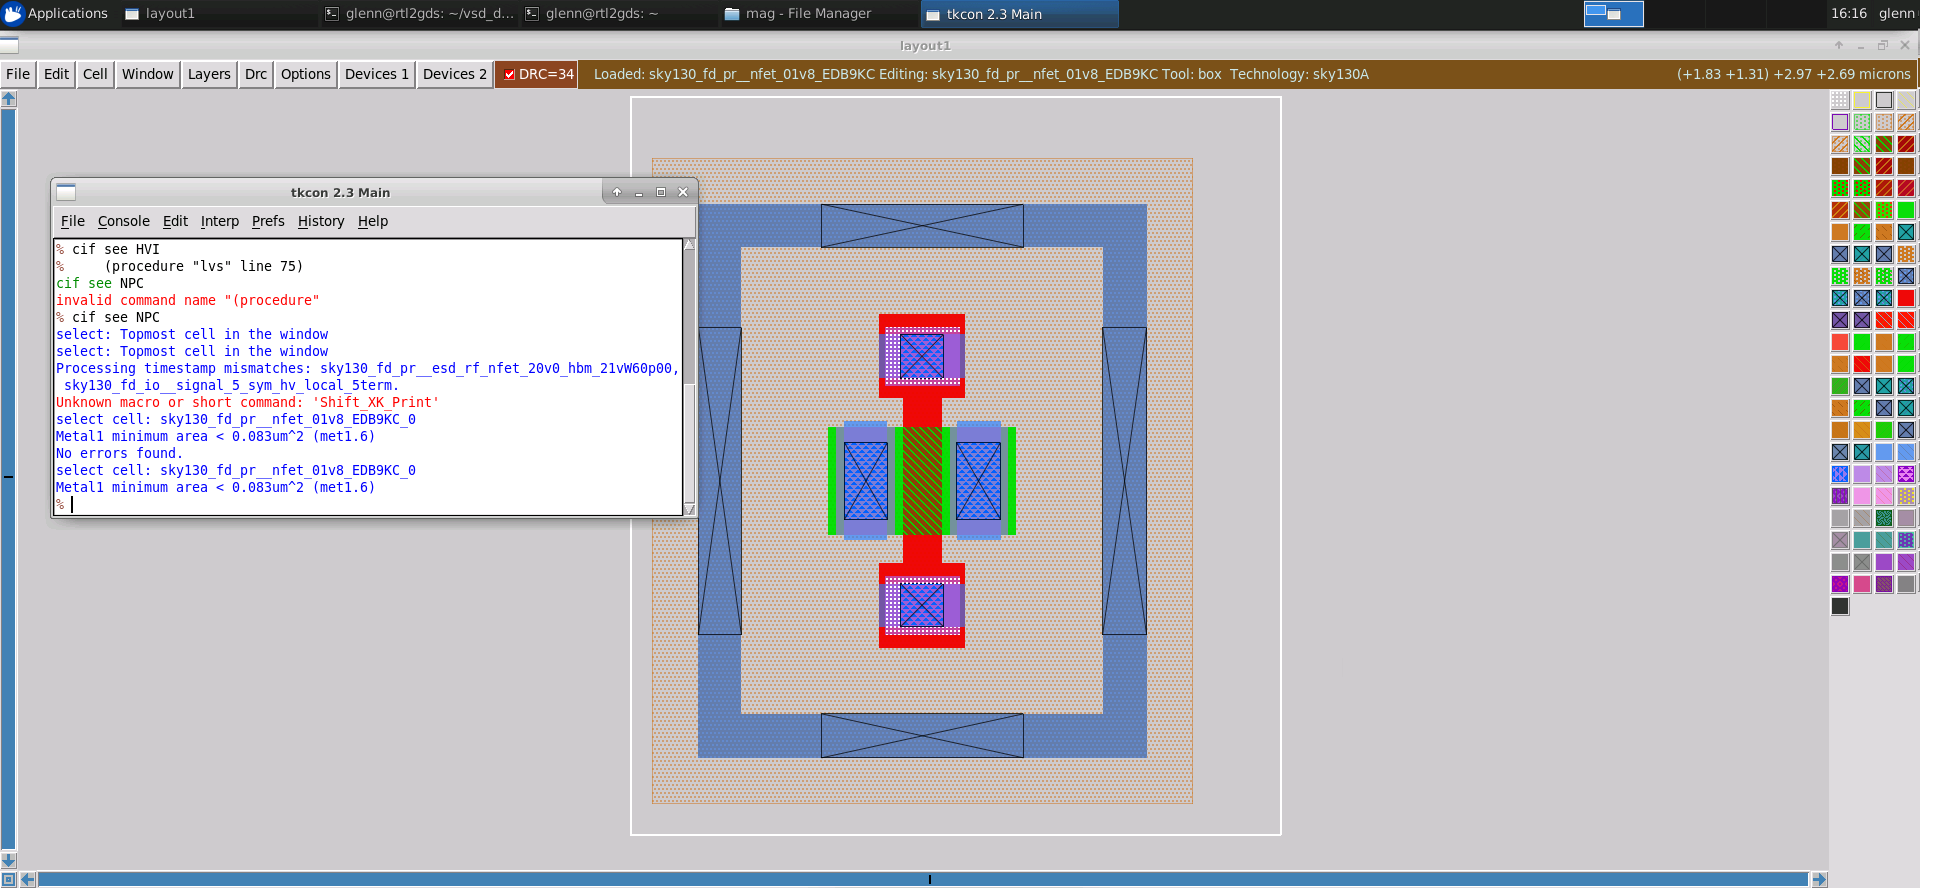 Applications
layout1
glenn@rtl2gds: ~/vsd_d...
glenn@rtl2gds: ~
mag - File Manager
tkcon 2.3 Main
16:16 glenn
layout1
File Edit Cell Window Layers Drc Options Devices 1 Devices 2 DRC=34 Loaded: sky130_fd_pr__nfet_01v8_EDB9KC Editing: sky130_fd_pr__nfet_01v8_EDB9KC Tool: box Technology: sky130A (+1.83 +1.31) +2.97 +2.69 microns
tkcon 2.3 Main
File Console Edit Interp Prefs History Help
% cif see HVI
%     (procedure "lvs" line 75)
cif see NPC
invalid command name "(procedure"
% cif see NPC
select: Topmost cell in the window
select: Topmost cell in the window
Processing timestamp mismatches: sky130_fd_pr__esd_rf_nfet_20v0_hbm_21vW60p00,
 sky130_fd_io__signal_5_sym_hv_local_5term.
Unknown macro or short command: 'Shift_XK_Print'
select cell: sky130_fd_pr__nfet_01v8_EDB9KC_0
Metal1 minimum area < 0.083um^2 (met1.6)
No errors found.
select cell: sky130_fd_pr__nfet_01v8_EDB9KC_0
Metal1 minimum area < 0.083um^2 (met1.6)
%